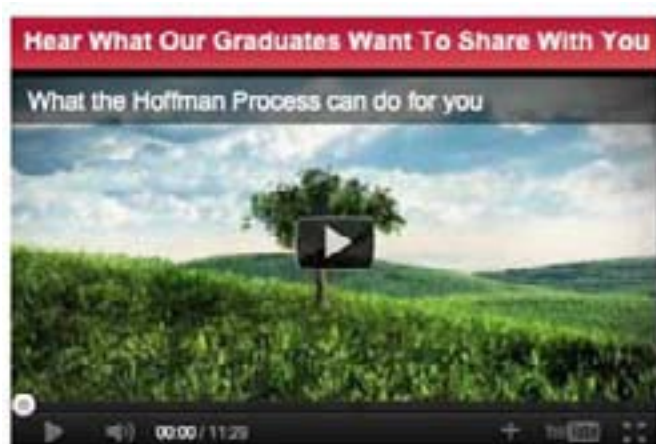 Hear What Our Graduates Want To Share With You
What the Hoffman Process can do for you
00:00 / 11:29